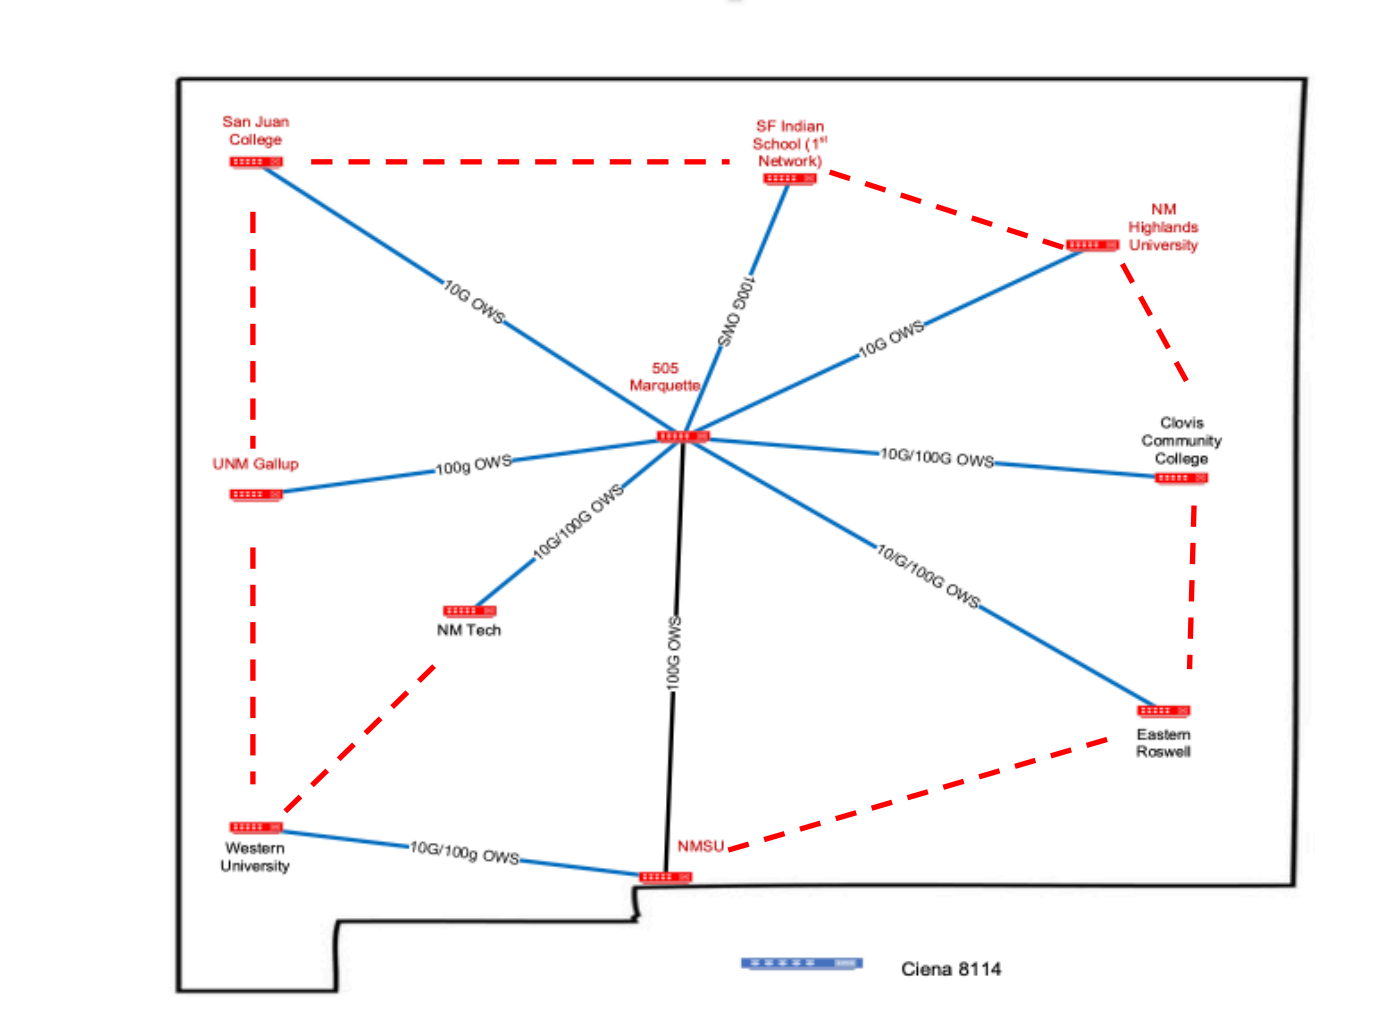 San Juan
College
SF Indian
School (1st
Network)
NM
Highlands
University
10G OWS
100G OWS
10G OWS
505
Marquette
Clovis
Community
College
UNM Gallup
100g OWS
10G/100G OWS
10G/100G OWS
10/G/100G OWS
NM Tech
100G OWS
Eastern
Roswell
Western
University
10G/100g OWS
NMSU
Ciena 8114